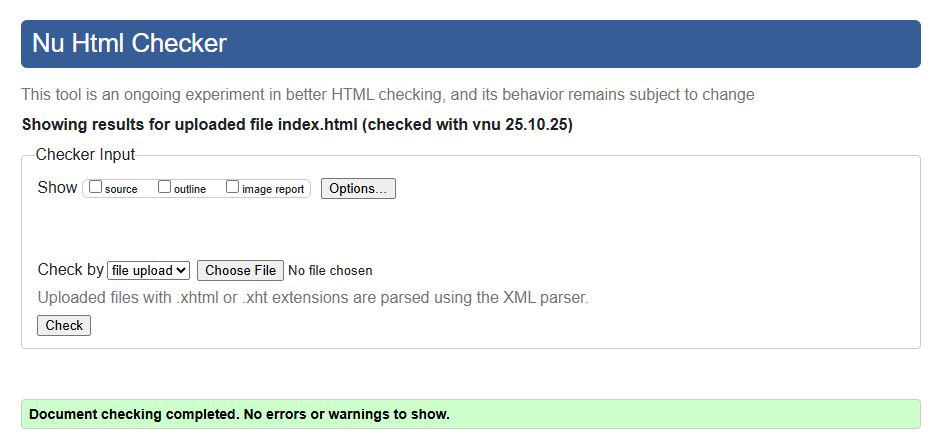 Nu Html Checker
This tool is an ongoing experiment in better HTML checking, and its behavior remains subject to change
Showing results for uploaded file index.html (checked with vnu 25.10.25)
Checker Input
Show source outline image report Options...
Check by file upload Choose File No file chosen
Uploaded files with .xhtml or .xht extensions are parsed using the XML parser.
Check
Document checking completed. No errors or warnings to show.